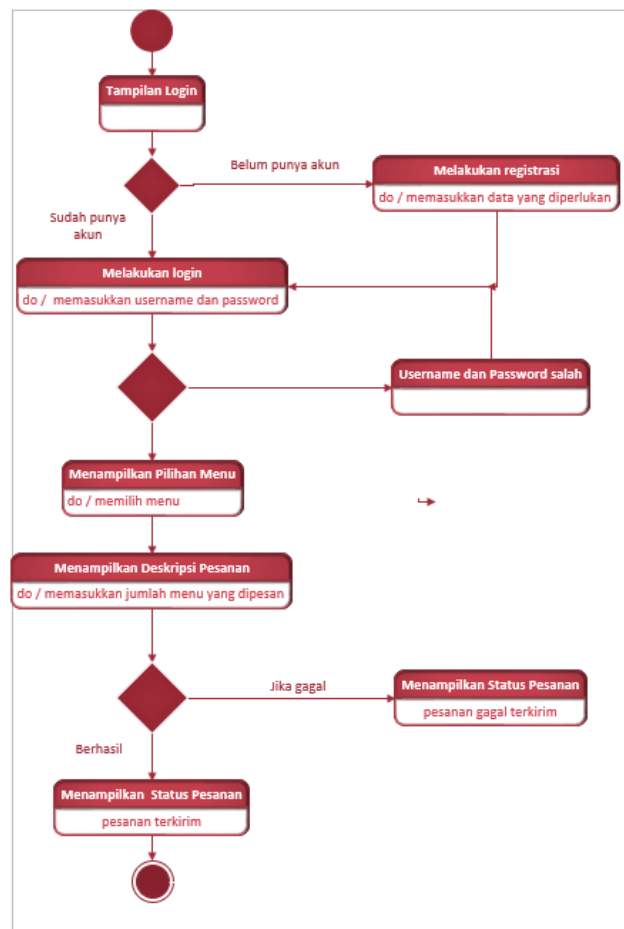 Tampilan Login
Belum punya akun
Melakukan registrasi
do / memasukkan data yang diperlukan
Sudah punya
akun
Melakukan login
do /  memasukkan username dan password
Username dan Password salah
Menampilkan Pilihan Menu
do / memilih menu
Menampilkan Deskripsi Pesanan
do / memasukkan jumlah menu yang dipesan
Jika gagal
Menampilkan Status Pesanan
pesanan gagal terkirim
Berhasil
Menampilkan  Status Pesanan
pesanan terkirim